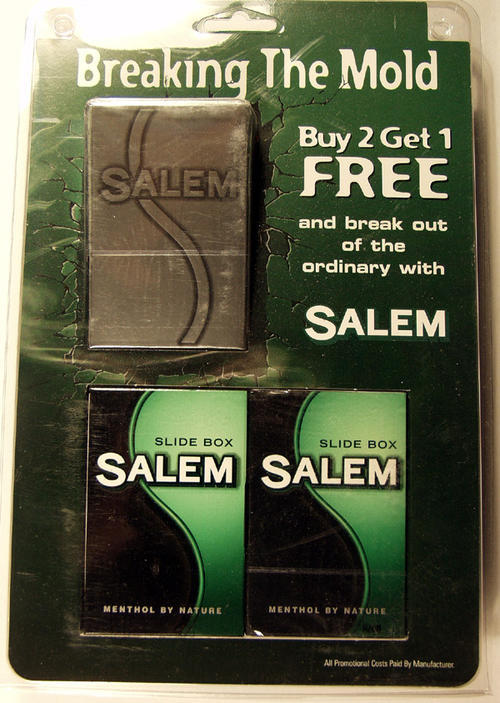 Breaking The Mold
SALEM
Buy 2 Get 1
FREE
and break out
of the
ordinary with
SALEM
SLIDE BOX
SALEM
MENTHOL BY NATURE
SLIDE BOX
SALEM
MENTHOL BY NATURE
All Promotional Costs Paid By Manufacturer.